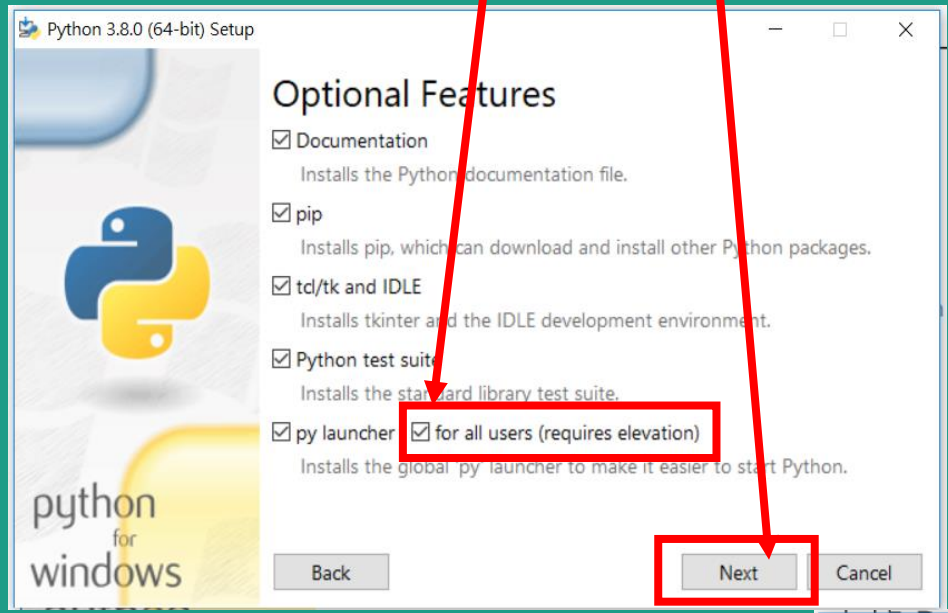 Python 3.8.0 (64-bit) Setup
Optional Features
Documentation
Installs the Python documentation file.
pip
Installs pip, which can download and install other Python packages.
tcl/tk and IDLE
Installs tkinter and the IDLE development environment.
Python test suite
Installs the standard library test suite.
py launcher for all users (requires elevation)
Installs the global 'py' launcher to make it easier to start Python.
python
for
windows
Back Next Cancel